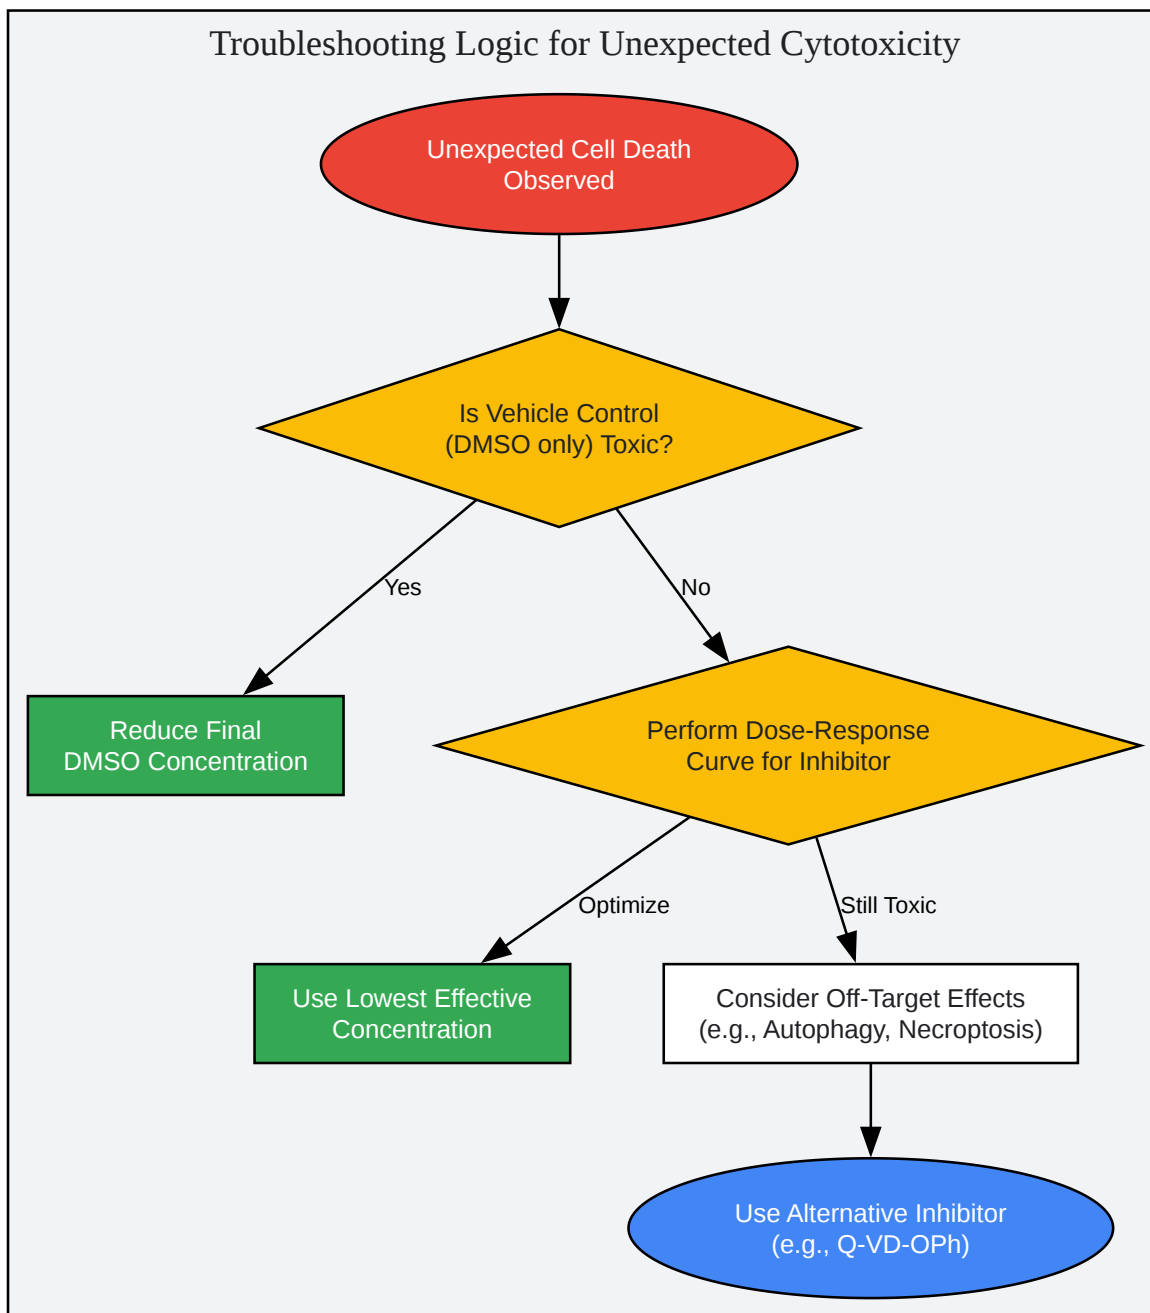 Troubleshooting Logic for Unexpected Cytotoxicity
Unexpected Cell Death
Observed
Is Vehicle Control
(DMSO only) Toxic?
Yes
No
Reduce Final
DMSO Concentration
Perform Dose-Response
Curve for Inhibitor
Optimize
Still Toxic
Use Lowest Effective
Concentration
Consider Off-Target Effects
(e.g., Autophagy, Necroptosis)
Use Alternative Inhibitor
(e.g., Q-VD-OPh)